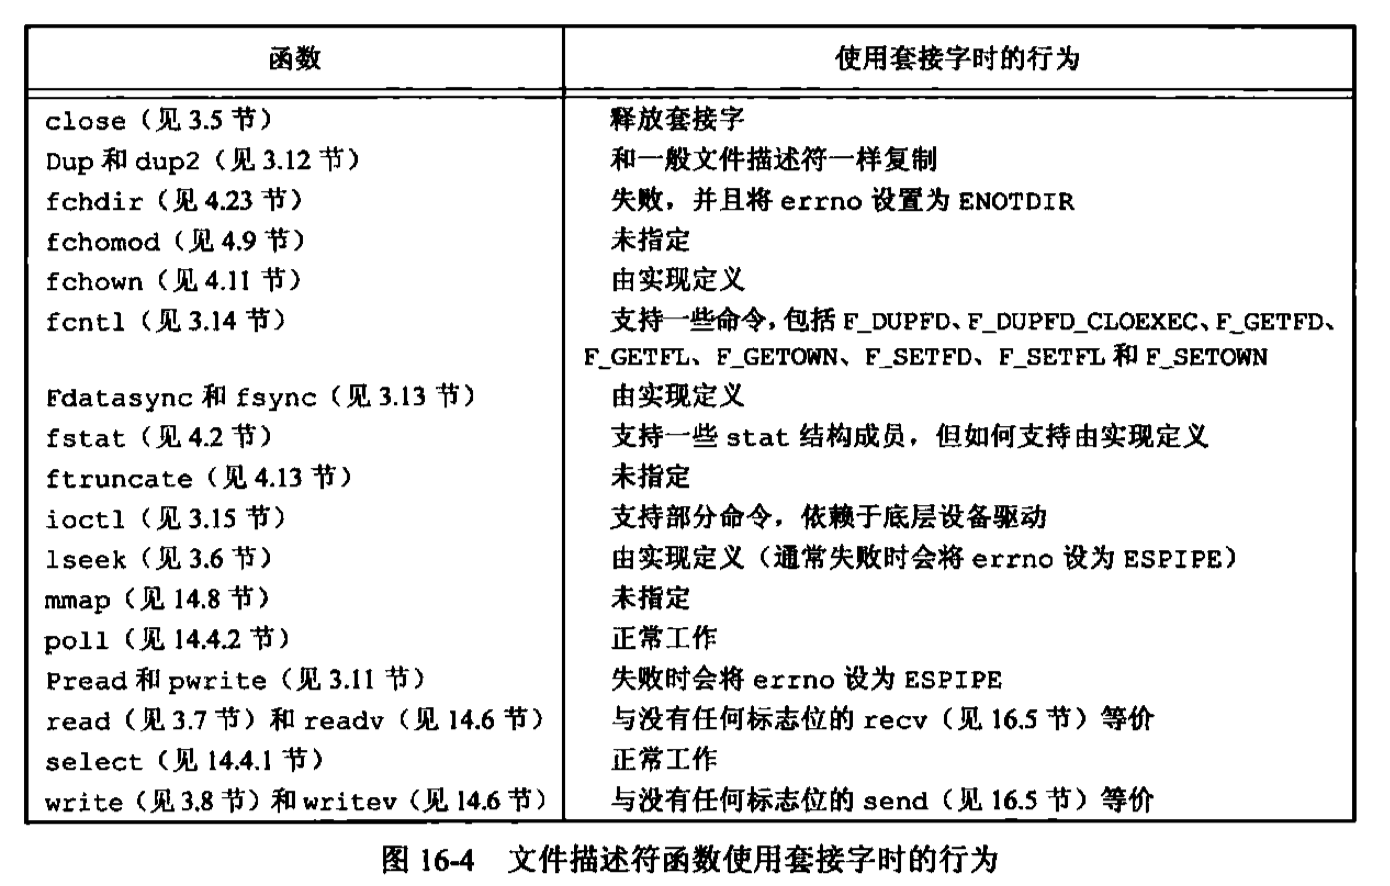 函数 使用套接字时的行为
close（见 3.5 节） 释放套接字
Dup 和 dup2（见 3.12 节） 和一般文件描述符一样复制
fchdir（见 4.23 节） 失败，并且将 errno 设置为 ENOTDIR
fchomod（见 4.9 节） 未指定
fchown（见 4.11 节） 由实现定义
fcntl（见 3.14 节） 支持一些命令，包括 F_DUPFD、F_DUPFD_CLOEXEC、F_GETFD、
F_GETFL、F_GETOWN、F_SETFD、F_SETFL 和 F_SETOWN
Fdatasync 和 fsync（见 3.13 节） 由实现定义
fstat（见 4.2 节） 支持一些 stat 结构成员，但如何支持由实现定义
ftruncate（见 4.13 节） 未指定
ioctl（见 3.15 节） 支持部分命令，依赖于底层设备驱动
lseek（见 3.6 节） 由实现定义（通常失败时会将 errno 设为 ESPIPE）
mmap（见 14.8 节） 未指定
poll（见 14.4.2 节） 正常工作
Pread 和 pwrite（见 3.11 节） 失败时会将 errno 设为 ESPIPE
read（见 3.7 节）和 readv（见 14.6 节） 与没有任何标志位的 recv（见 16.5 节）等价
select（见 14.4.1 节） 正常工作
write（见 3.8 节）和 writev（见 14.6 节） 与没有任何标志位的 send（见 16.5 节）等价
图 16-4 文件描述符函数使用套接字时的行为